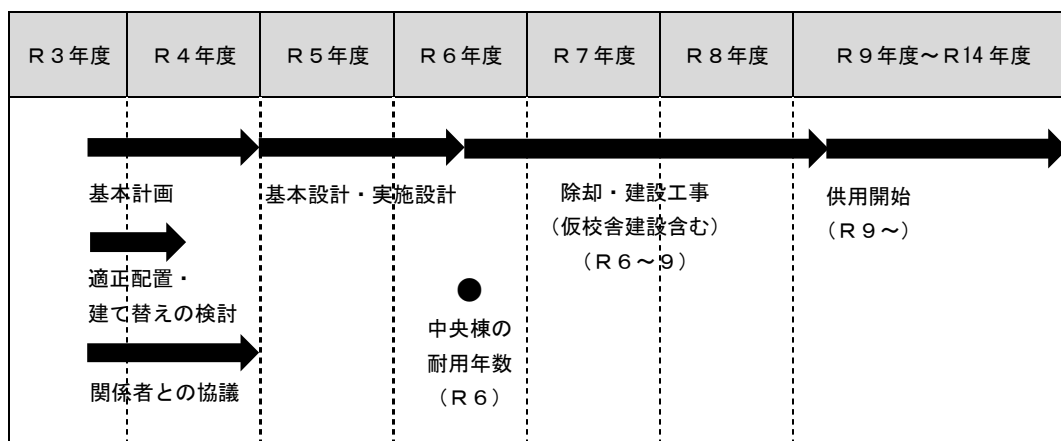 R3年度 R4年度 R5年度 R6年度 R7年度 R8年度 R9年度~R14年度
基本計画
基本設計・実施設計
除却・建設工事
(仮校舎建設含む)
(R6~9)
供用開始
(R9~)
適正配置・
建て替えの検討
中央棟の
耐用年数
(R6)
関係者との協議